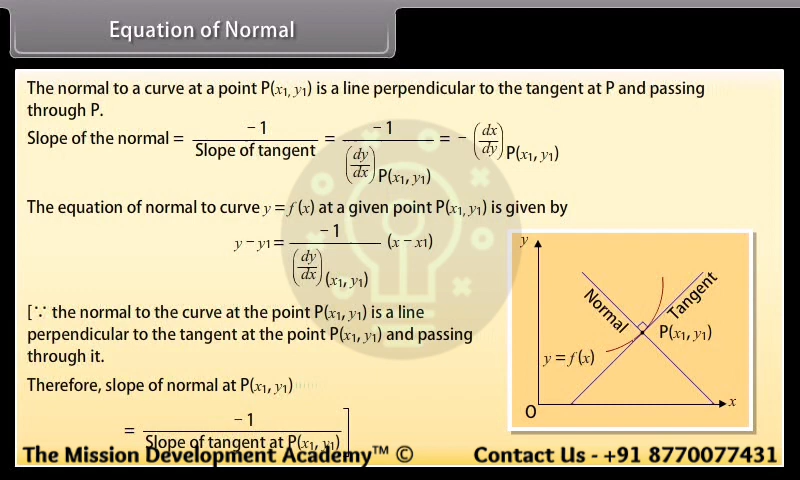 Equation of Normal
The normal to a curve at a point P(x₁, y₁) is a line perpendicular to the tangent at P and passing
through P.
Slope of the normal = −1 / Slope of tangent = −1 / (dy/dx)P(x₁, y₁) = − (dx/dy)P(x₁, y₁)
The equation of normal to curve y = f (x) at a given point P(x₁, y₁) is given by
y − y₁ = −1 / (dy/dx)(x₁, y₁) (x − x₁)
[∵ the normal to the curve at the point P(x₁, y₁) is a line
perpendicular to the tangent at the point P(x₁, y₁) and passing
through it.
Therefore, slope of normal at P(x₁, y₁)
= −1 / Slope of tangent at P(x₁, y₁) ]
y
Normal
Tangent
P(x₁, y₁)
y = f (x)
O
x
The Mission Development Academy™ ©
Contact Us - +91 8770077431